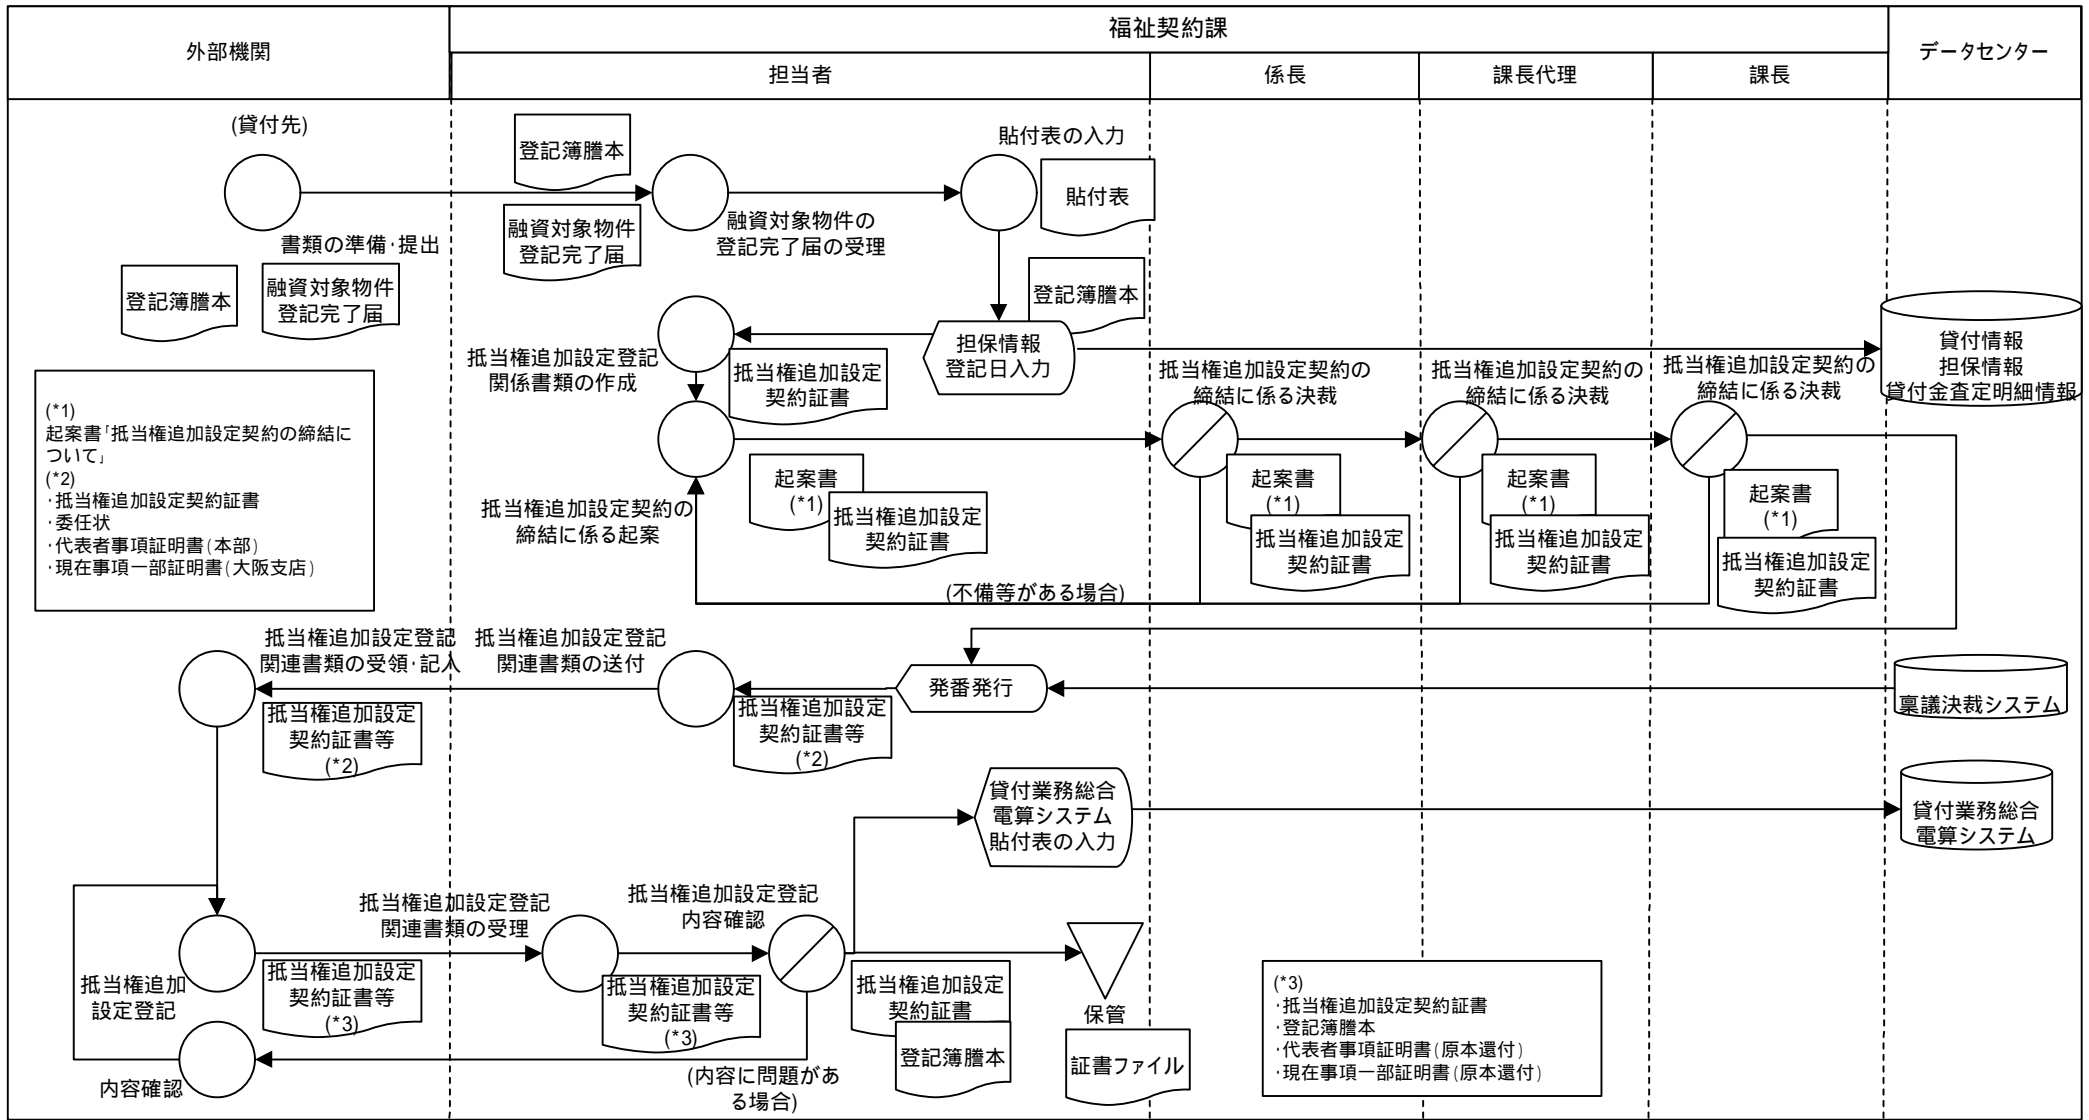 外部機関
福祉契約課
データセンター
担当者
係長
課長代理
課長
(貸付先)
登記簿謄本
貼付表の入力
貼付表
融資対象物件
登記完了届
融資対象物件の
登記完了届の受理
書類の準備・提出
登記簿謄本
融資対象物件
登記完了届
登記簿謄本
担保情報
登記日入力
貸付情報
担保情報
貸付金査定明細情報
抵当権追加設定登記
関係書類の作成
抵当権追加設定
契約証書
抵当権追加設定契約の
締結に係る決裁
抵当権追加設定契約の
締結に係る決裁
抵当権追加設定契約の
締結に係る決裁
(*1)
起案書「抵当権追加設定契約の締結に
ついて」
(*2)
・抵当権追加設定契約証書
・委任状
・代表者事項証明書(本部)
・現在事項一部証明書(大阪支店)
抵当権追加設定契約の
締結に係る起案
起案書
(*1)
抵当権追加設定
契約証書
起案書
(*1)
抵当権追加設定
契約証書
起案書
(*1)
抵当権追加設定
契約証書
起案書
(*1)
抵当権追加設定
契約証書
(不備等がある場合)
抵当権追加設定登記
関連書類の受領・記入
抵当権追加設定登記
関連書類の送付
発番発行
稟議決裁システム
抵当権追加設定
契約証書等
(*2)
抵当権追加設定
契約証書等
(*2)
貸付業務総合
電算システム
貼付表の入力
貸付業務総合
電算システム
抵当権追加設定登記
関連書類の受理
抵当権追加設定登記
内容確認
抵当権追加
設定登記
抵当権追加設定
契約証書等
(*3)
抵当権追加設定
契約証書等
(*3)
抵当権追加設定
契約証書
登記簿謄本
保管
証書ファイル
(*3)
・抵当権追加設定契約証書
・登記簿謄本
・代表者事項証明書(原本還付)
・現在事項一部証明書(原本還付)
内容確認
(内容に問題があ
る場合)